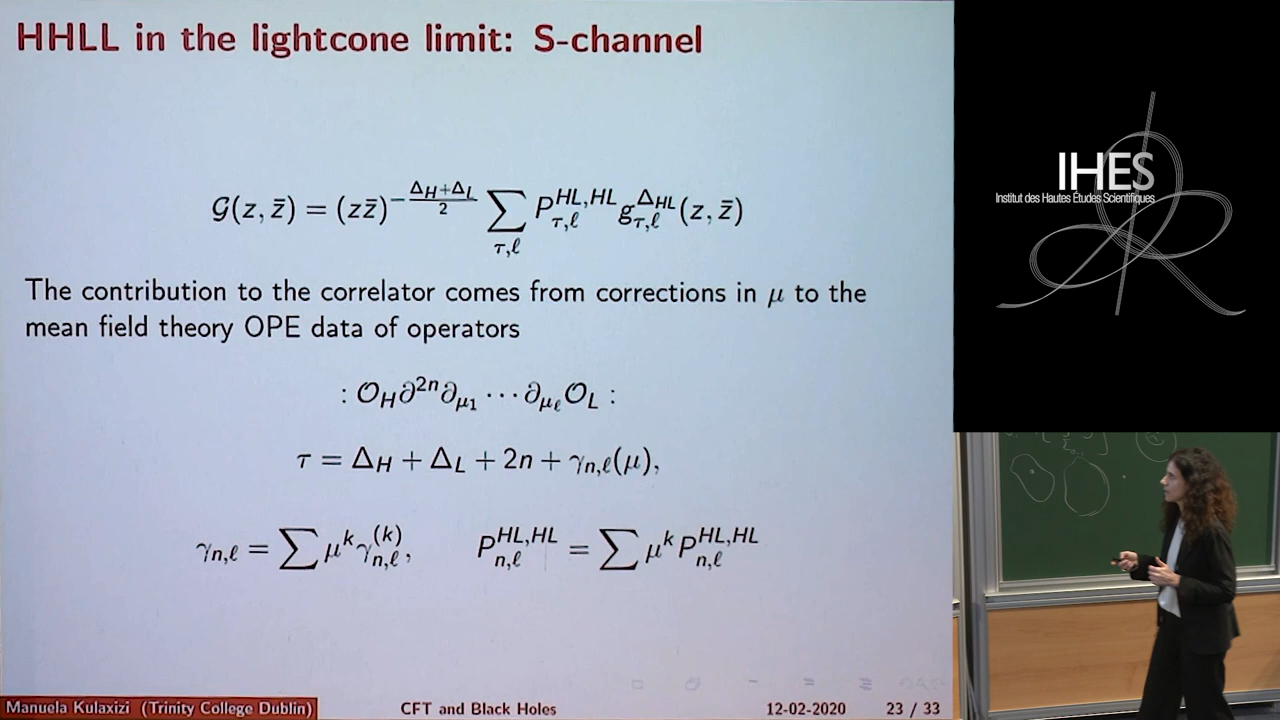 HHLL in the lightcone limit: S-channel
𝒢(z, z̄) = (zz̄)^{−(Δ_H+Δ_L)/2} ∑_{τ,ℓ} P^{HL,HL}_{τ,ℓ} g^{Δ_HL}_{τ,ℓ}(z, z̄)
The contribution to the correlator comes from corrections in μ to the
mean field theory OPE data of operators
: 𝒪_H ∂^{2n} ∂_{μ_1} ⋯ ∂_{μ_ℓ} 𝒪_L :
τ = Δ_H + Δ_L + 2n + γ_{n,ℓ}(μ),
γ_{n,ℓ} = ∑ μ^k γ^{(k)}_{n,ℓ}, P^{HL,HL}_{n,ℓ} = ∑ μ^k P^{HL,HL}_{n,ℓ}
Manuela Kulaxizi (Trinity College Dublin) CFT and Black Holes 12-02-2020 23 / 33
IHES
Institut des Hautes Études Scientifiques